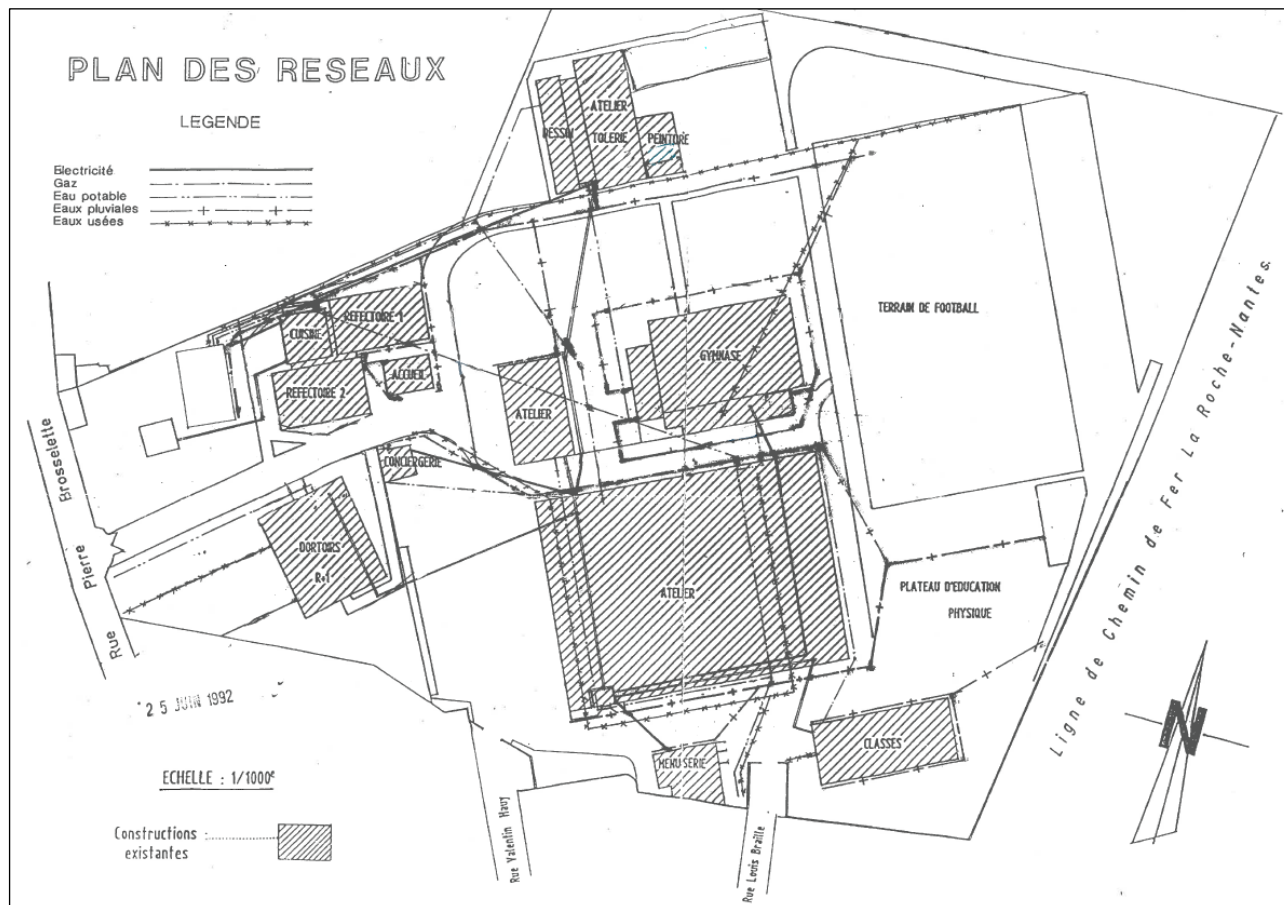 PLAN DES RESEAUX
LEGENDE
Electricité
Gaz
Eau potable
Eaux pluviales
Eaux usées
DESSIN
ATELIER
TOLERIE
PEINTURE
TERRAIN DE FOOTBALL
REFECTOIRE 1
CUISINE
GYMNASE
ACCUEIL
REFECTOIRE 2
ATELIER
CONCIERGERIE
DORTOIRS
R+1
ATELIER
PLATEAU D'EDUCATION
PHYSIQUE
Rue Pierre Brosselette
Ligne de Chemin de Fer La Roche-Nantes.
25 JUIN 1992
N
CLASSES
MENUISERIE
ECHELLE : 1/1000e
Rue Valentin Hauy
Rue Louis Braille
Constructions
existantes